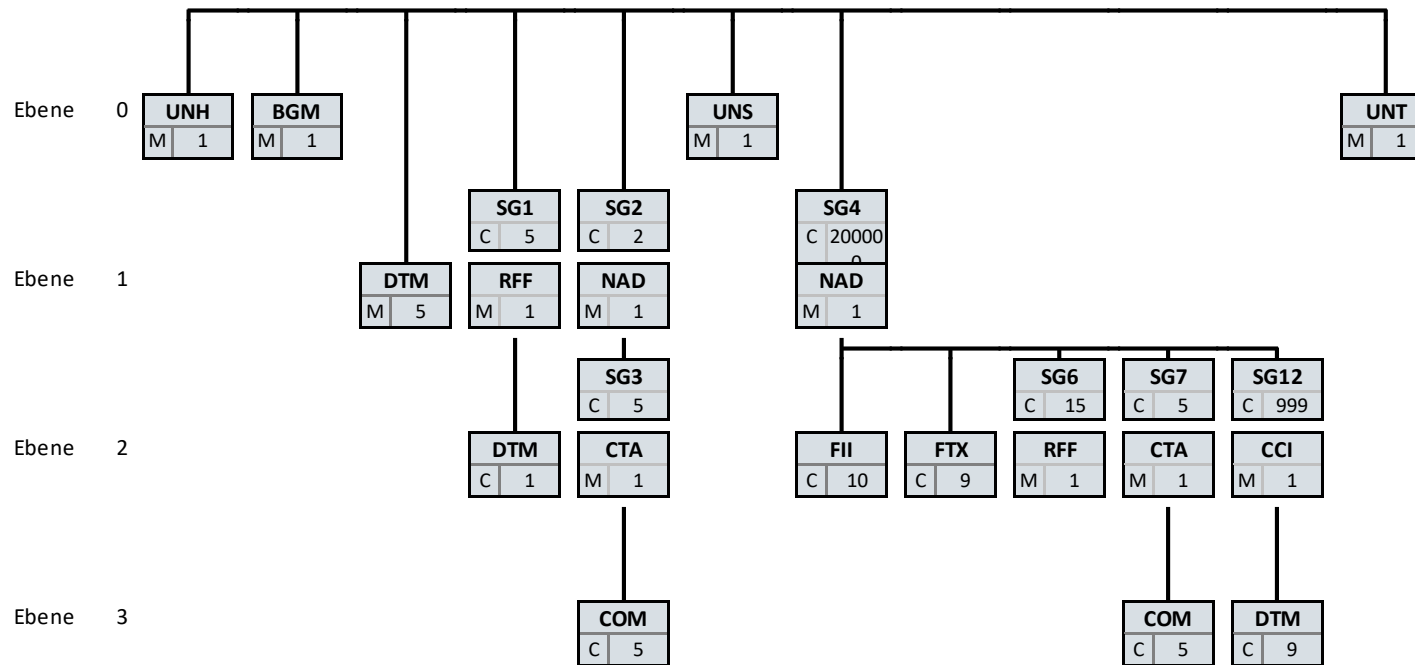 Ebene 0 UNH BGM UNS UNT
M 1 M 1 M 1 M 1
SG1 SG2 SG4
C 5 C 2 C 20000
0
Ebene 1 DTM RFF NAD NAD
M 5 M 1 M 1 M 1
SG3 SG6 SG7 SG12
C 5 C 15 C 5 C 999
Ebene 2 DTM CTA FII FTX RFF CTA CCI
C 1 M 1 C 10 C 9 M 1 M 1 M 1
Ebene 3 COM COM DTM
C 5 C 5 C 9